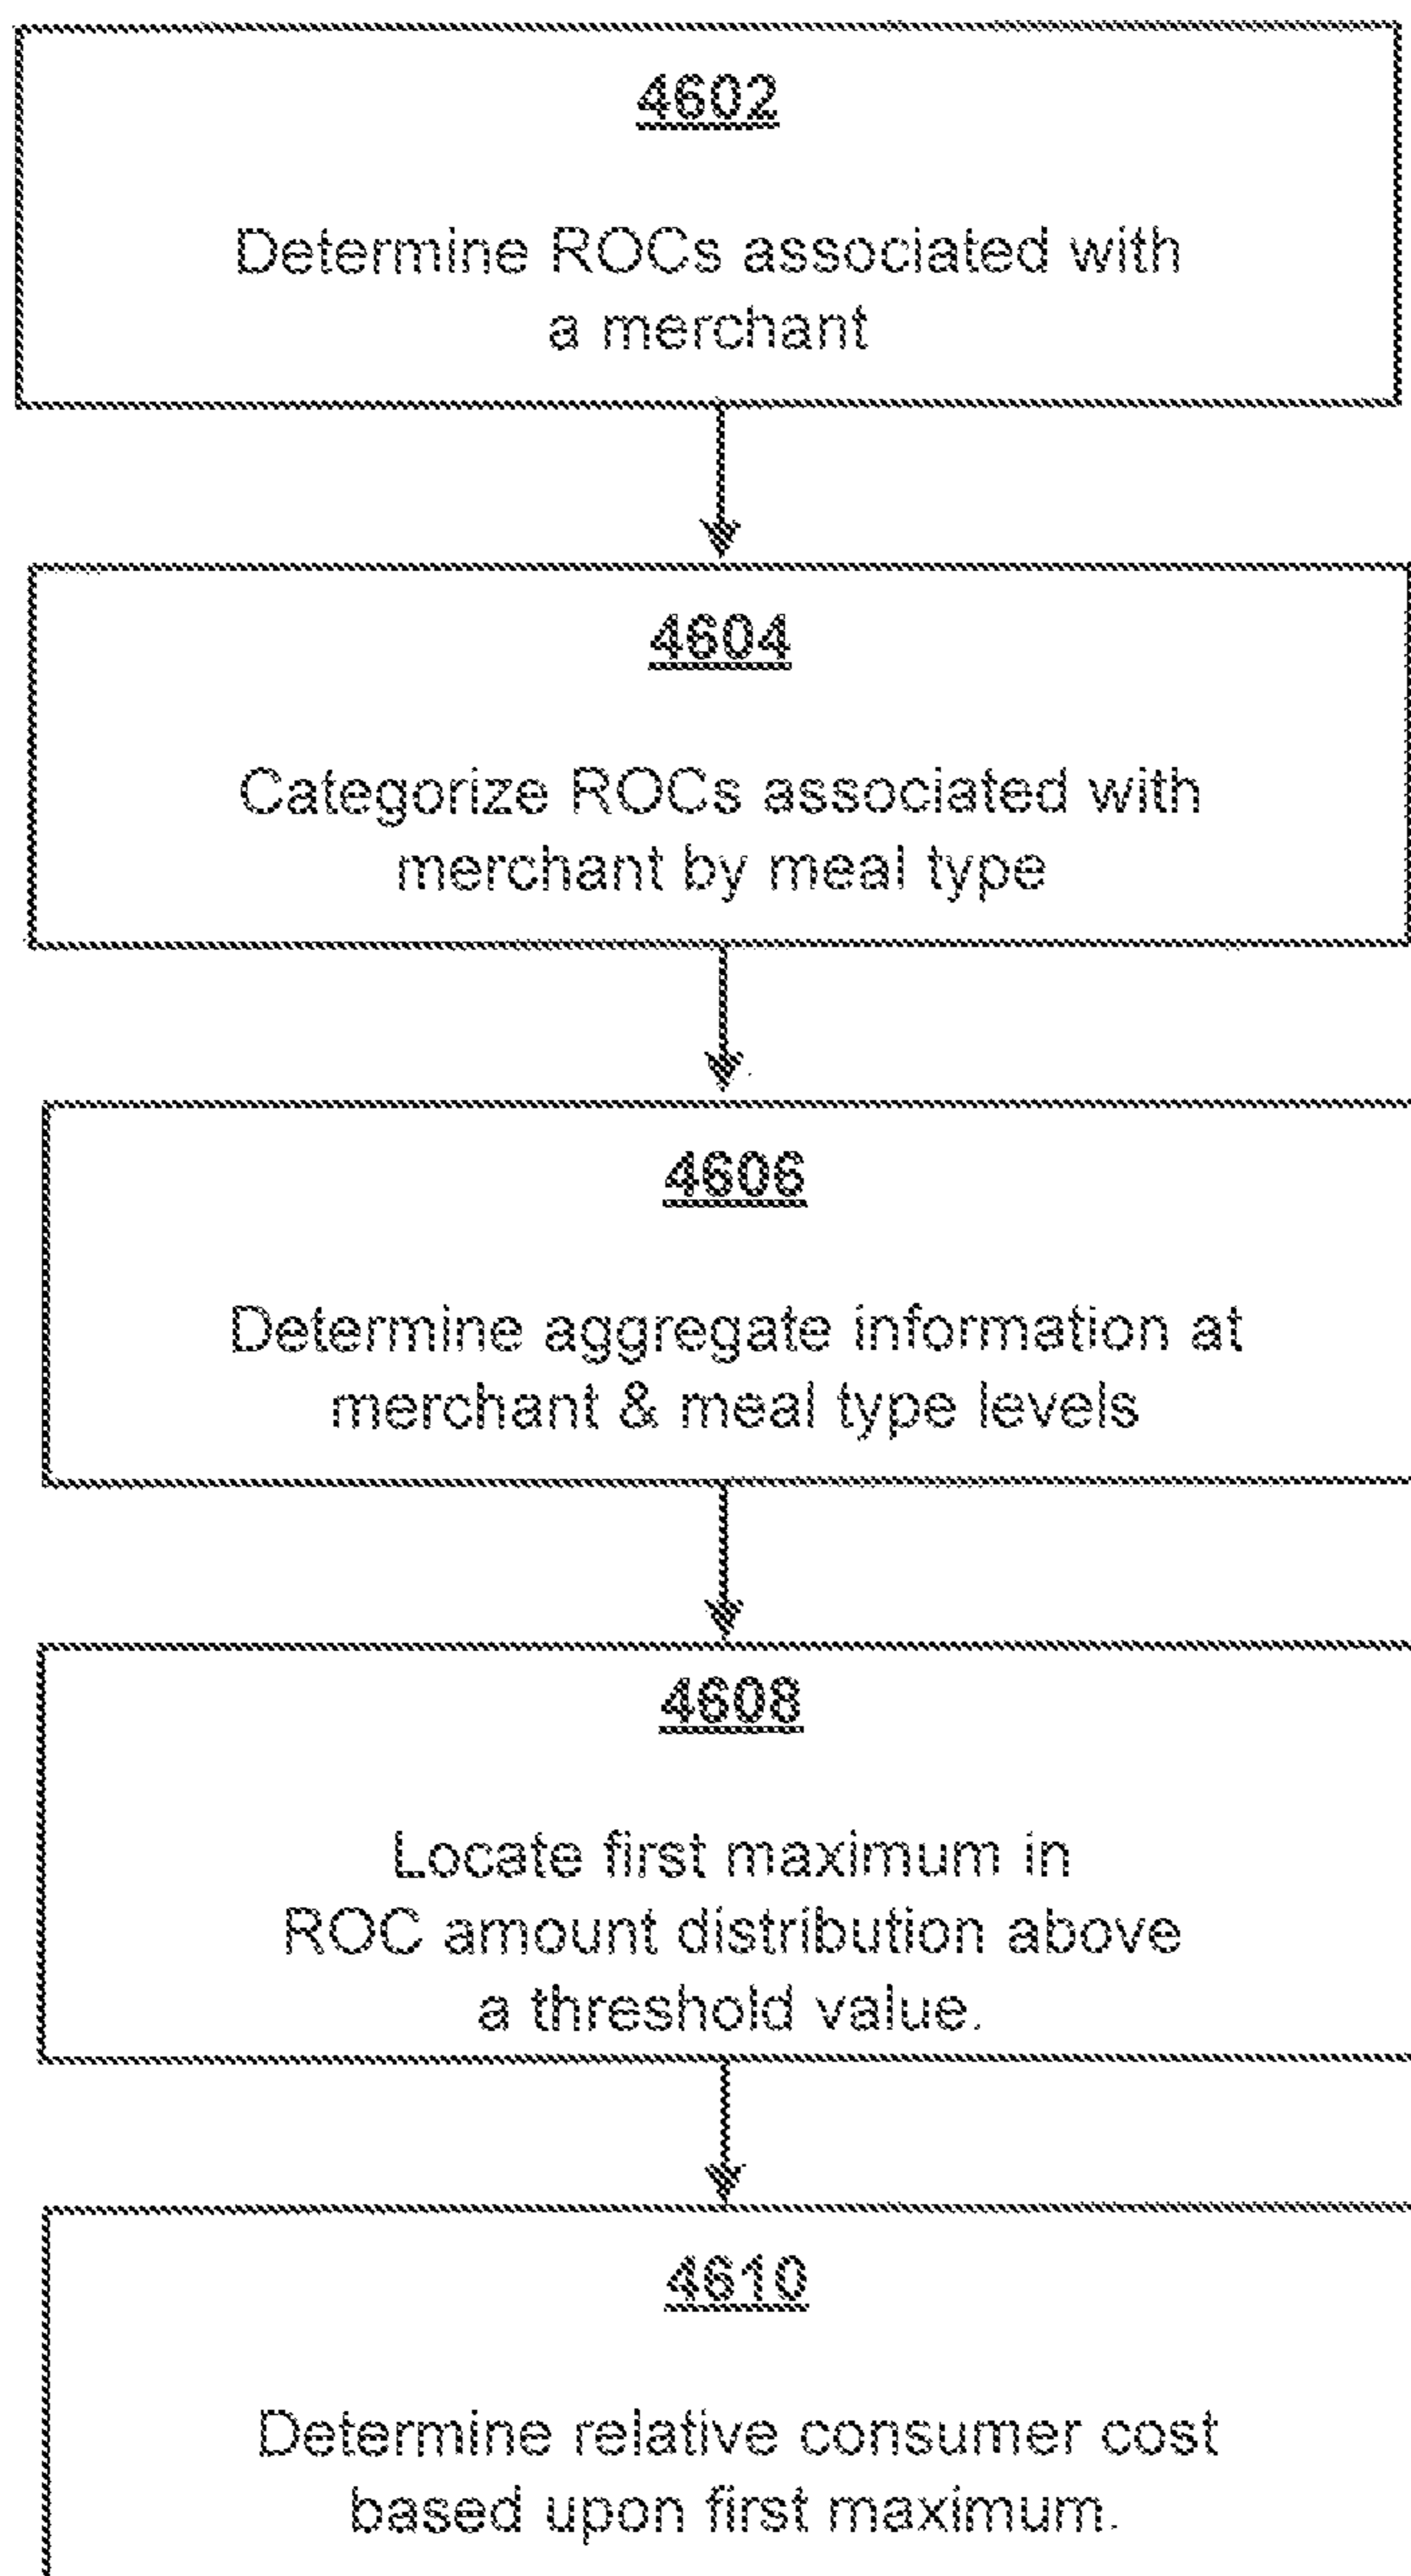 4602
Determine ROCs associated with
a merchant
4604
Categorize ROCs associated with
merchant by meal type
4606
Determine aggregate information at
merchant & meal type levels
4608
Locate first maximum in
ROC amount distribution above
a threshold value.
4610
Determine relative consumer cost
based upon first maximum.